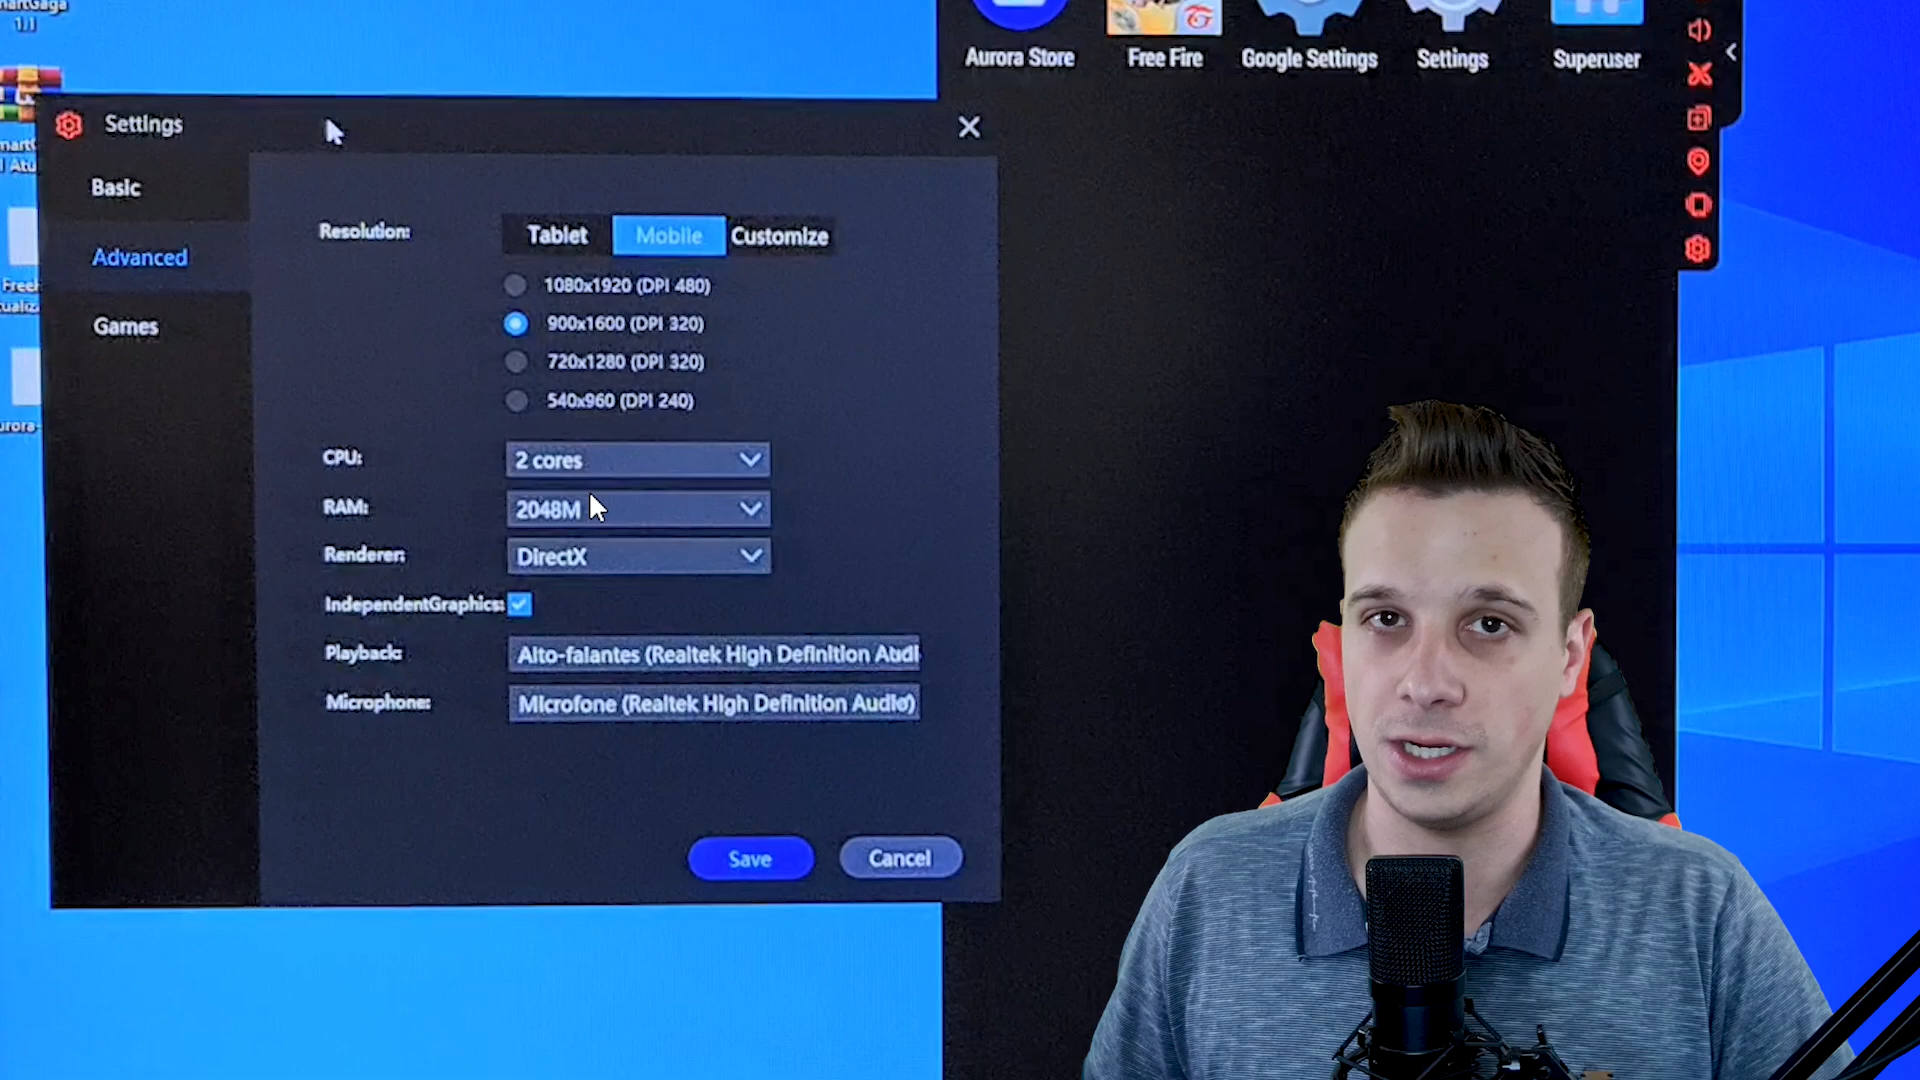 1.1
Aurora Store
Free Fire
Google Settings
Settings
Superuser
Settings
Basic
Advanced
Games
Resolution:
Tablet
Mobile
Customize
1080x1920 (DPI 480)
900x1600 (DPI 320)
720x1280 (DPI 320)
540x960 (DPI 240)
CPU:
2 cores
RAM:
2048M
Renderer:
DirectX
IndependentGraphics:
Playback:
Alto-falantes (Realtek High Definition Audi
Microphone:
Microfone (Realtek High Definition Audio)
Save
Cancel